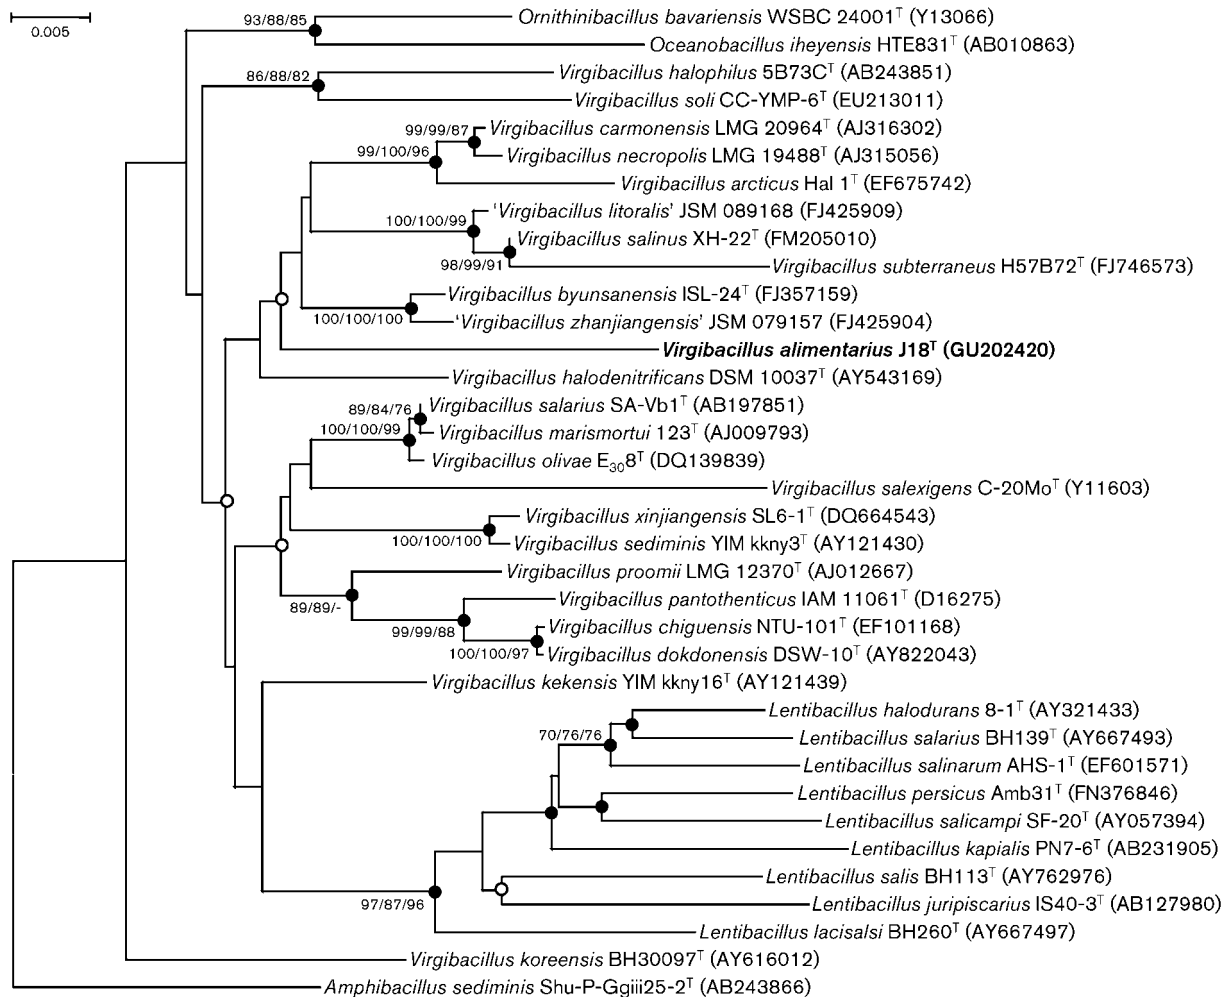 93/88/85
Ornithinibacillus bavariensis WSBC 24001ᵀ (Y13066)
0.005
Oceanobacillus iheyensis HTE831ᵀ (AB010863)
86/88/82
Virgibacillus halophilus 5B73Cᵀ (AB243851)
Virgibacillus soli CC-YMP-6ᵀ (EU213011)
99/99/87
Virgibacillus carmonensis LMG 20964ᵀ (AJ316302)
99/100/96
Virgibacillus necropolis LMG 19488ᵀ (AJ315056)
Virgibacillus arcticus Hal 1ᵀ (EF675742)
100/100/99
'Virgibacillus litoralis' JSM 089168 (FJ425909)
Virgibacillus salinus XH-22ᵀ (FM205010)
98/99/91
Virgibacillus subterraneus H57B72ᵀ (FJ746573)
Virgibacillus byunsanensis ISL-24ᵀ (FJ357159)
100/100/100
'Virgibacillus zhanjiangensis' JSM 079157 (FJ425904)
Virgibacillus alimentarius J18ᵀ (GU202420)
Virgibacillus halodenitrificans DSM 10037ᵀ (AY543169)
89/84/76
Virgibacillus salarius SA-Vb1ᵀ (AB197851)
100/100/99
Virgibacillus marismortui 123ᵀ (AJ009793)
Virgibacillus olivae E₃₀8ᵀ (DQ139839)
Virgibacillus salexigens C-20Moᵀ (Y11603)
Virgibacillus xinjiangensis SL6-1ᵀ (DQ664543)
100/100/100
Virgibacillus sediminis YIM kkny3ᵀ (AY121430)
Virgibacillus proomii LMG 12370ᵀ (AJ012667)
89/89/-
Virgibacillus pantothenticus IAM 11061ᵀ (D16275)
99/99/88
Virgibacillus chiguensis NTU-101ᵀ (EF101168)
100/100/97
Virgibacillus dokdonensis DSW-10ᵀ (AY822043)
Virgibacillus kekensis YIM kkny16ᵀ (AY121439)
Lentibacillus halodurans 8-1ᵀ (AY321433)
70/76/76
Lentibacillus salarius BH139ᵀ (AY667493)
Lentibacillus salinarum AHS-1ᵀ (EF601571)
Lentibacillus persicus Amb31ᵀ (FN376846)
Lentibacillus salicampi SF-20ᵀ (AY057394)
Lentibacillus kapialis PN7-6ᵀ (AB231905)
Lentibacillus salis BH113ᵀ (AY762976)
97/87/96
Lentibacillus juripiscarius IS40-3ᵀ (AB127980)
Lentibacillus lacisalsi BH260ᵀ (AY667497)
Virgibacillus koreensis BH30097ᵀ (AY616012)
Amphibacillus sediminis Shu-P-Ggiii25-2ᵀ (AB243866)